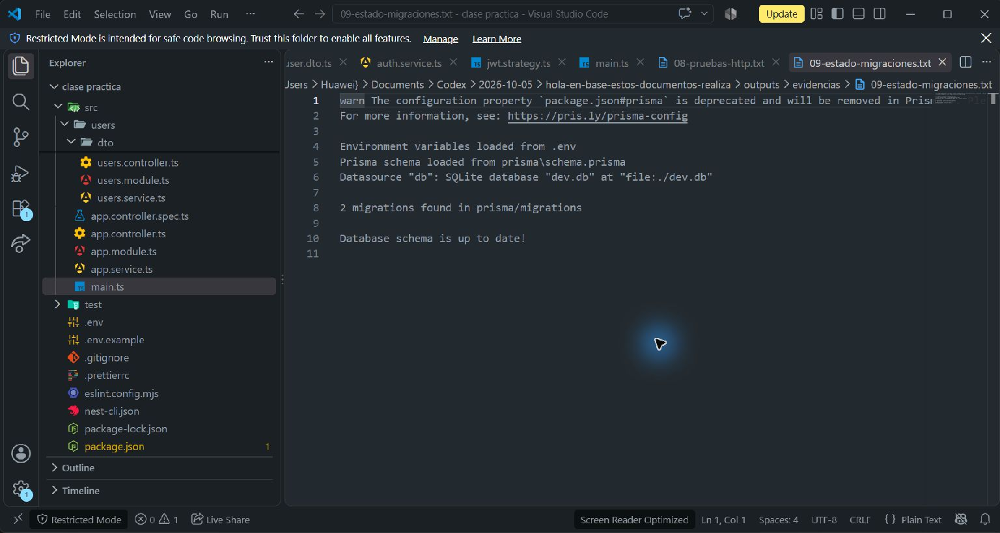 File Edit Selection View Go Run ··· 09-estado-migraciones.txt - clase practica - Visual Studio Code Update
Restricted Mode is intended for safe code browsing. Trust this folder to enable all features. Manage Learn More
Explorer ···
clase practica
src
users
dto
users.controller.ts
users.module.ts
users.service.ts
app.controller.spec.ts
app.controller.ts
app.module.ts
app.service.ts
main.ts
test
.env
.env.example
.gitignore
.prettierrc
eslint.config.mjs
nest-cli.json
package-lock.json
package.json 1
Outline
Timeline
1
1
user.dto.ts auth.service.ts jwt.strategy.ts main.ts 08-pruebas-http.txt 09-estado-migraciones.txt ···
Users > Huawei} > Documents > Codex > 2026-10-05 > hola-en-base-estos-documentos-realiza > outputs > evidencias > 09-estado-migraciones.txt
1 warn The configuration property `package.json#prisma` is deprecated and will be removed in Pris
2 For more information, see: https://pris.ly/prisma-config
3
4 Environment variables loaded from .env
5 Prisma schema loaded from prisma\schema.prisma
6 Datasource "db": SQLite database "dev.db" at "file:./dev.db"
7
8 2 migrations found in prisma/migrations
9
10 Database schema is up to date!
11
Restricted Mode 0 1 Live Share Screen Reader Optimized Ln 1, Col 1 Spaces: 4 UTF-8 CRLF { } Plain Text